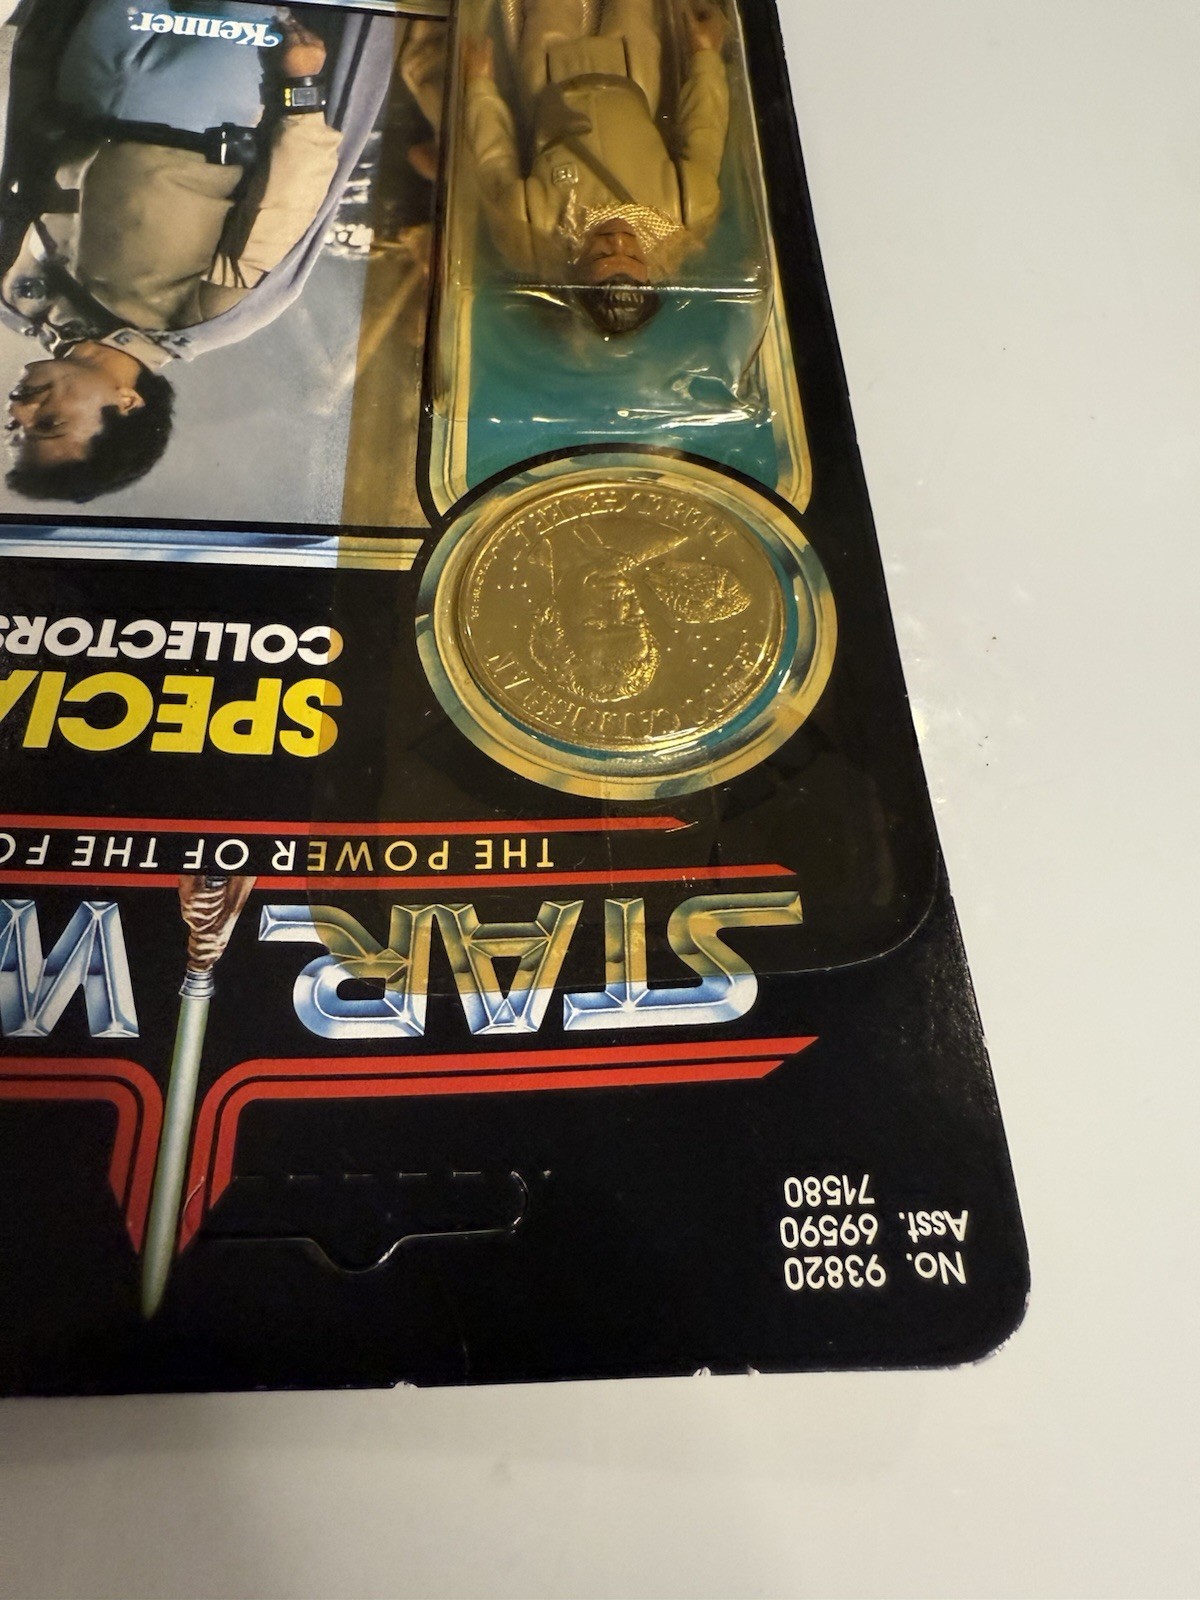 No. 93820
Asst. 69590
71580
STAR W
THE POWER OF THE FO
SPECIA
COLLECTORS
Kenner